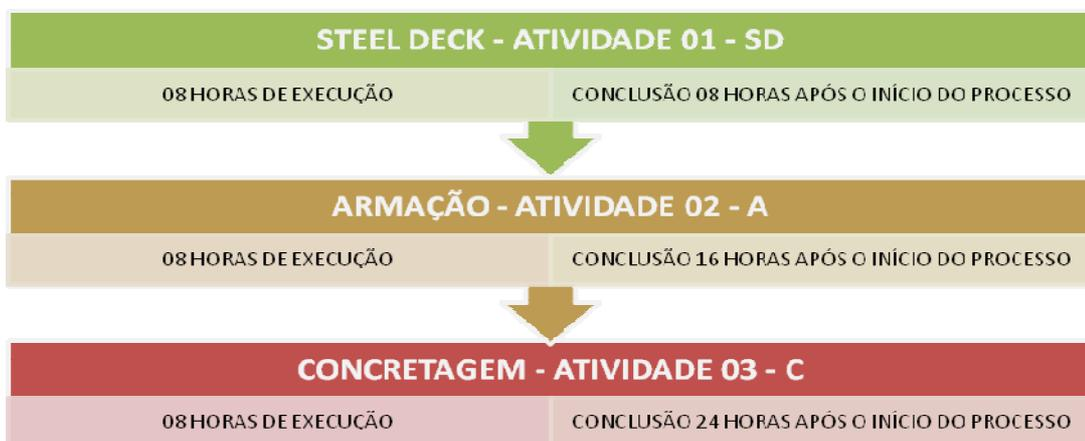 STEEL DECK - ATIVIDADE 01 - SD
08 HORAS DE EXECUÇÃO
CONCLUSÃO 08 HORAS APÓS O INÍCIO DO PROCESSO
ARMAÇÃO - ATIVIDADE 02 - A
08 HORAS DE EXECUÇÃO
CONCLUSÃO 16 HORAS APÓS O INÍCIO DO PROCESSO
CONCRETAGEM - ATIVIDADE 03 - C
08 HORAS DE EXECUÇÃO
CONCLUSÃO 24 HORAS APÓS O INÍCIO DO PROCESSO